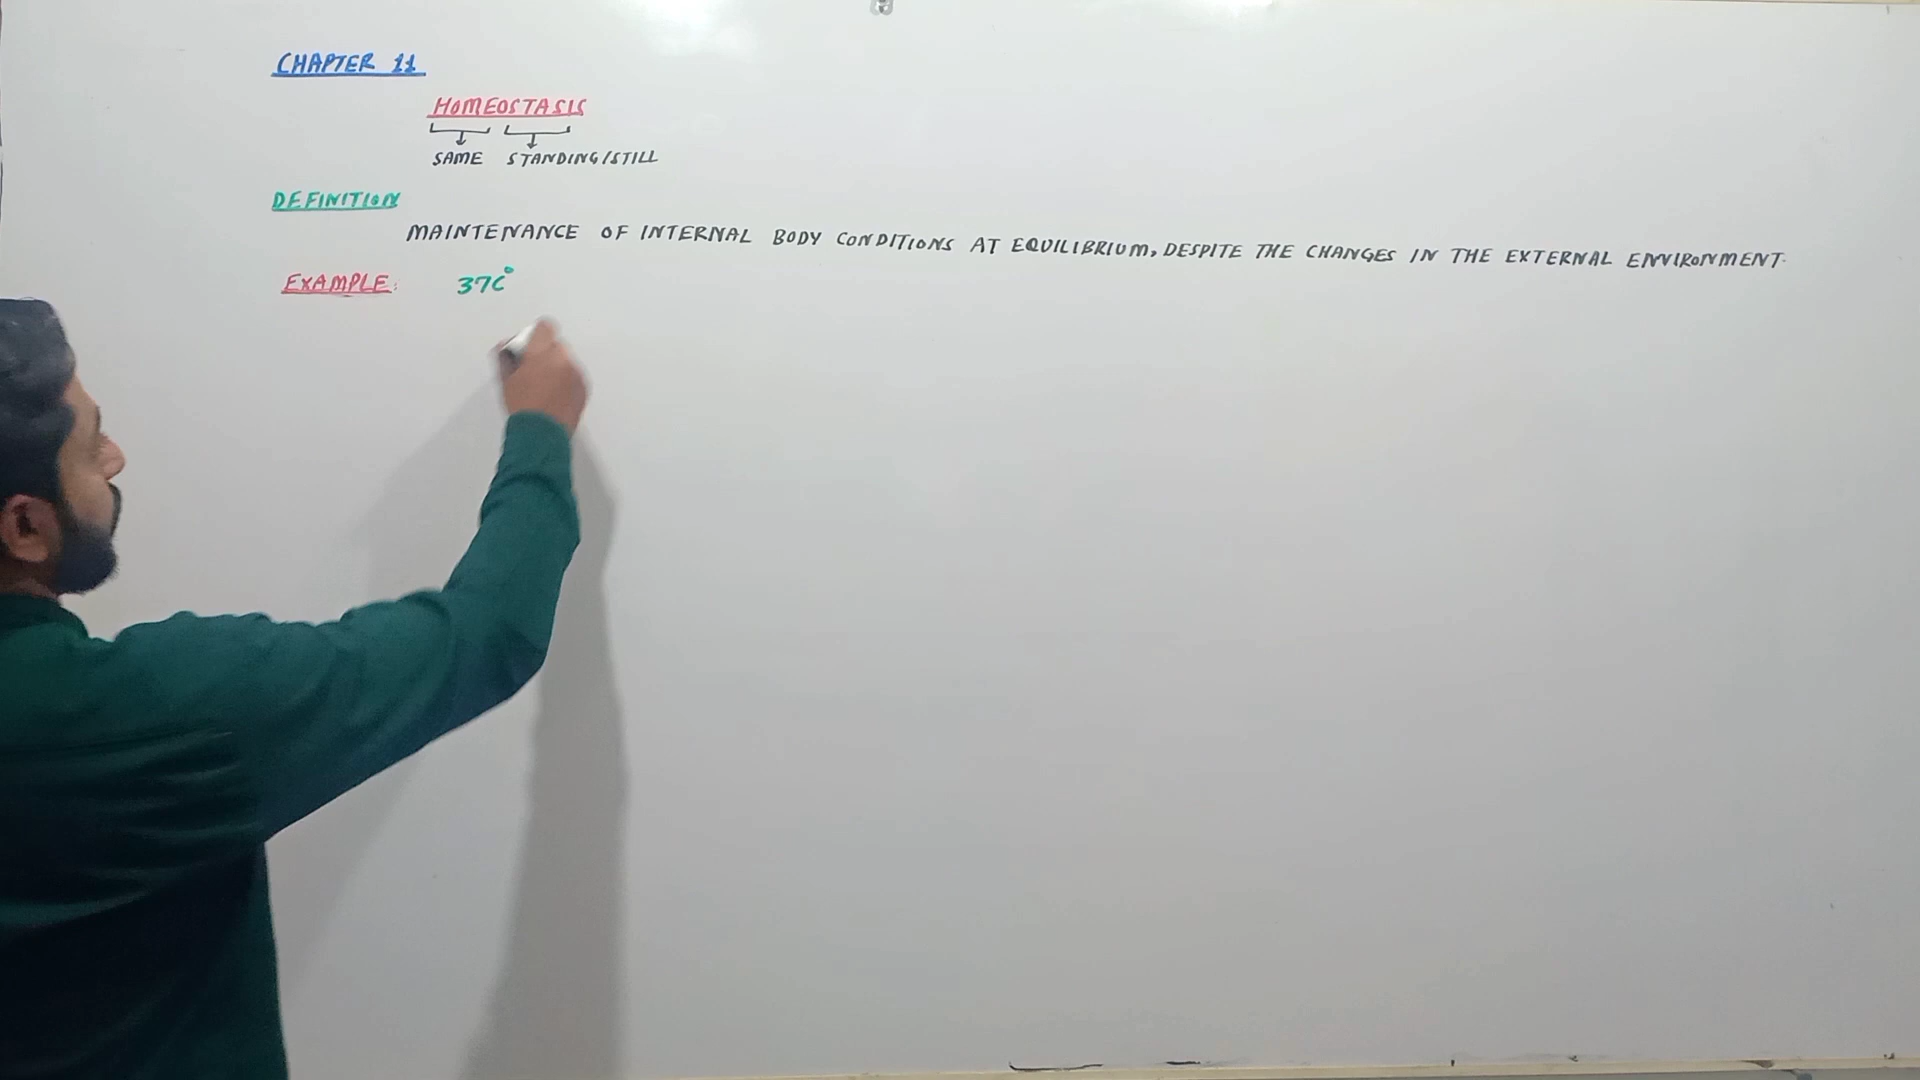 CHAPTER 11
HOMEOSTASIS
SAME STANDING/STILL
DEFINITION
MAINTENANCE OF INTERNAL BODY CONDITIONS AT EQUILIBRIUM, DESPITE THE CHANGES IN THE EXTERNAL ENVIRONMENT.
EXAMPLE: 37C°